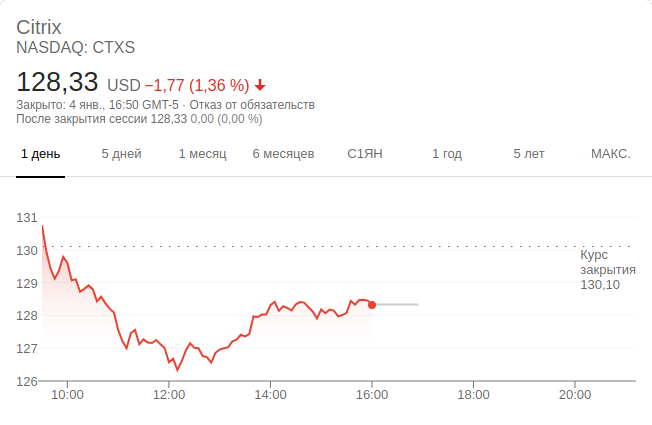 Citrix
NASDAQ: CTXS
128,33 USD −1,77 (1,36 %)
Закрыто: 4 янв., 16:50 GMT-5 · Отказ от обязательств
После закрытия сессии 128,33 0,00 (0,00 %)
1 день 5 дней 1 месяц 6 месяцев С1ЯН 1 год 5 лет МАКС.
131
130
129
128
127
126
Курс
закрытия
130,10
10:00 12:00 14:00 16:00 18:00 20:00